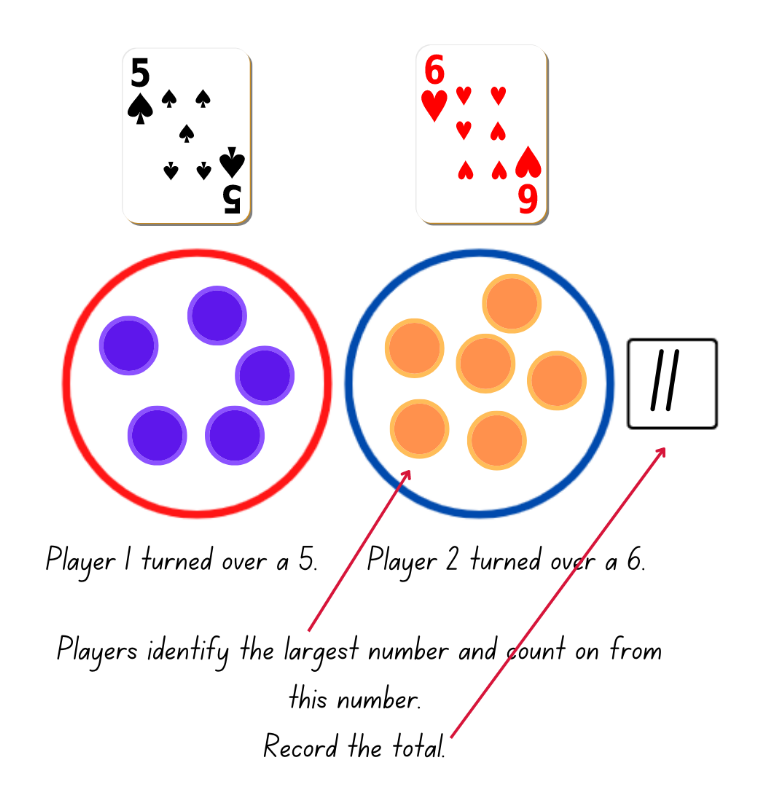 5
5
6
6
11
Player 1 turned over a 5.
Player 2 turned over a 6.
Players identify the largest number and count on from
this number.
Record the total.